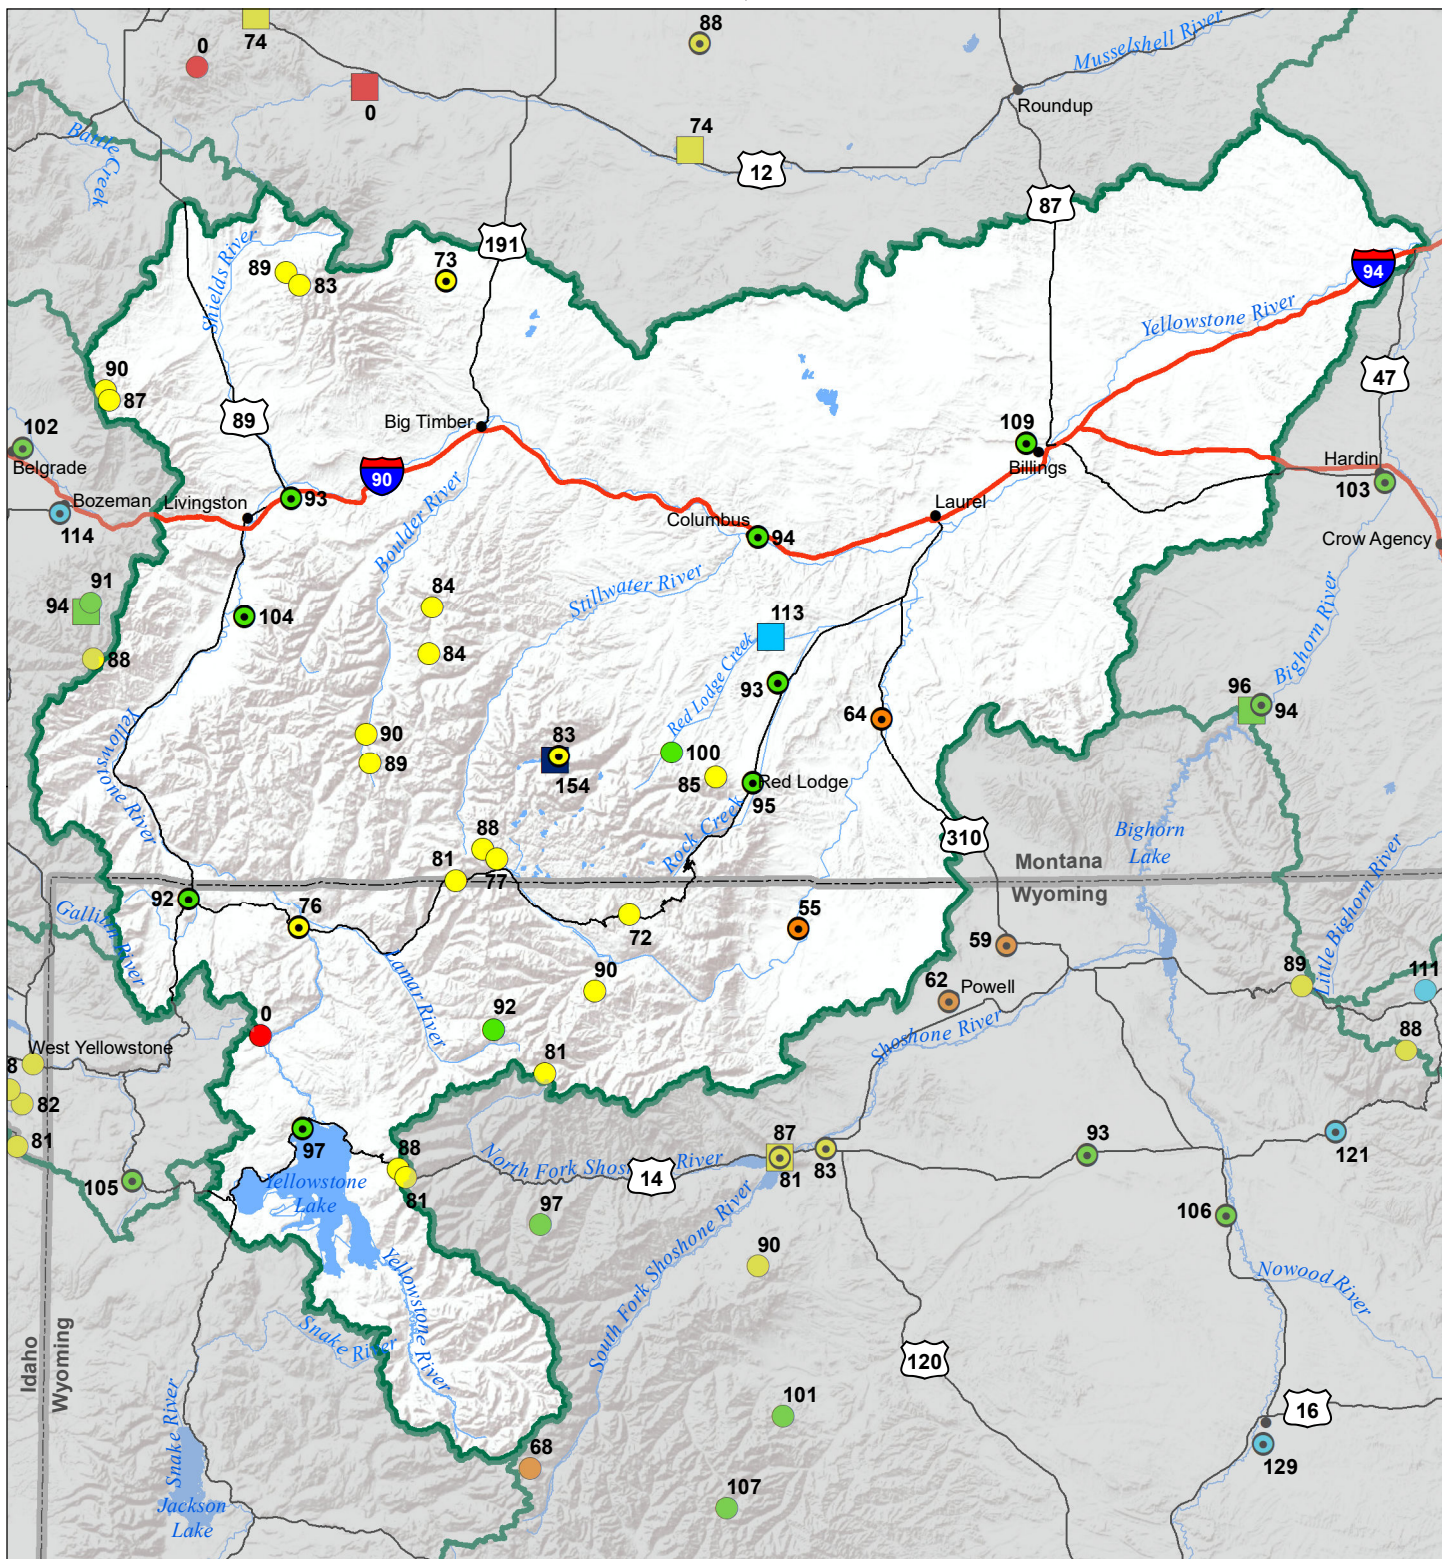 74
0
88
Musselshell River
0
Roundup
74
12
Battle
Creek
87
191
Shields River
89
83
73
94
Yellowstone River
47
90
87
89
Big Timber
102
Belgrade
109
Billings
Hardin
90
103
Bozeman
Livingston
93
114
Laurel
Columbus
94
Crow Agency
Boulder River
Stillwater River
91
94
84
104
113
Bighorn River
88
84
Red Lodge Creek
93
96
94
64
Yellowstone River
90
89
83
154
100
85
Red Lodge
95
Rock Creek
310
Bighorn
Lake
88
81
77
Montana
Wyoming
Little Bighorn River
92
Gallatin River
76
72
55
59
Lamar River
90
62
Powell
89
111
92
0
Shoshone River
West Yellowstone
88
8
82
81
81
97
88
81
87
81
83
93
121
North Fork Shoshone River
14
105
Yellowstone
Lake
97
106
South Fork Shoshone River
90
Yellowstone River
Nowood River
Snake River
Idaho
Wyoming
120
16
101
Snake River
68
129
107
Jackson
Lake